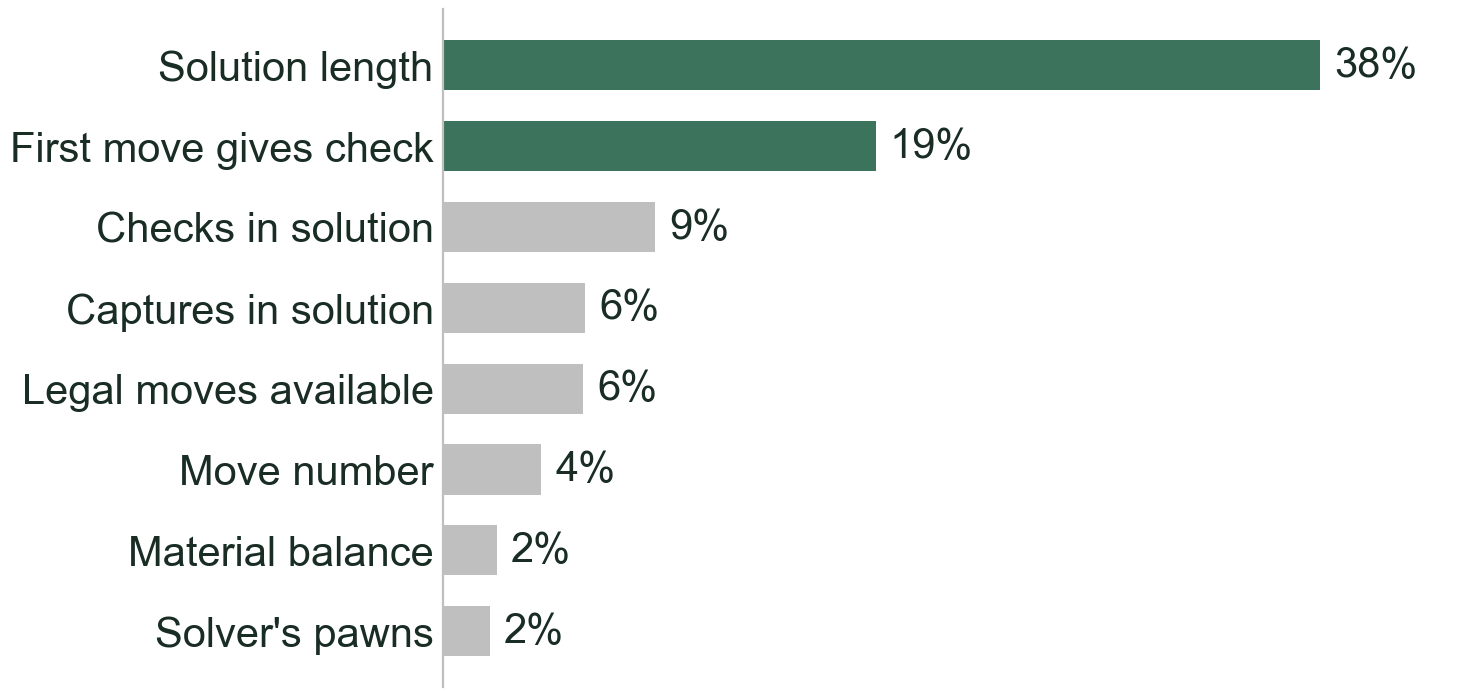 Solution length 38%
First move gives check 19%
Checks in solution 9%
Captures in solution 6%
Legal moves available 6%
Move number 4%
Material balance 2%
Solver's pawns 2%